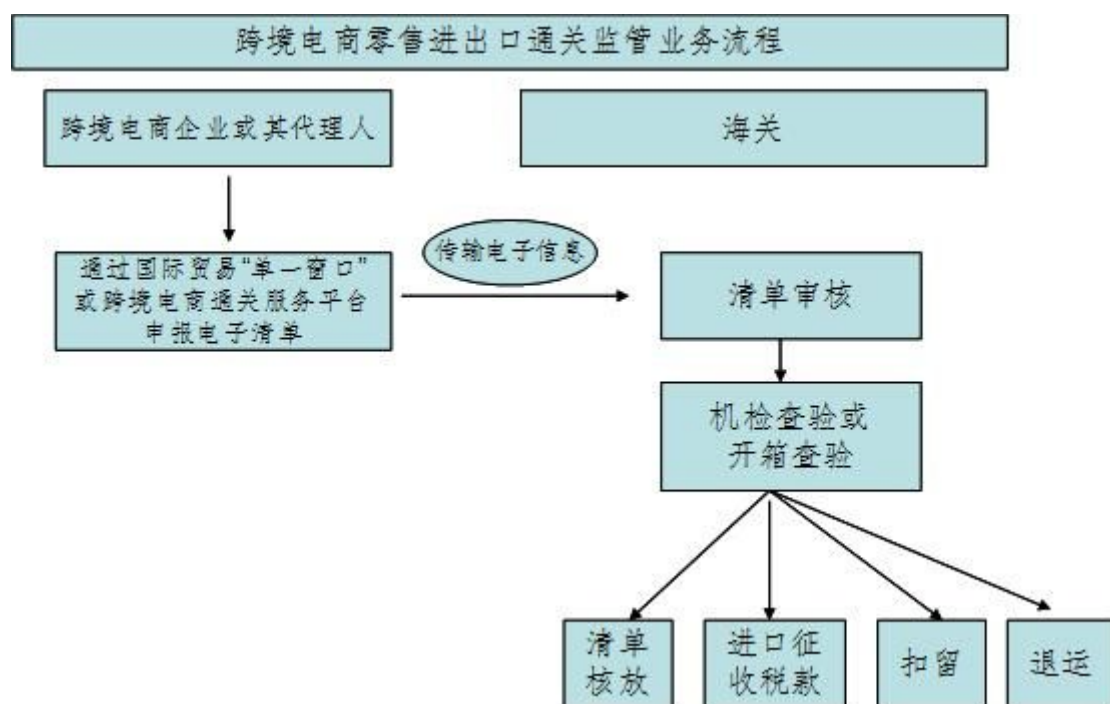 跨境电商零售进出口通关监管业务流程
跨境电商企业或其代理人
海关
通过国际贸易“单一窗口”
或跨境电商通关服务平台
申报电子清单
传输电子信息
清单审核
机检查验或
开箱查验
清单
核放
进口征
收税款
扣留
退运